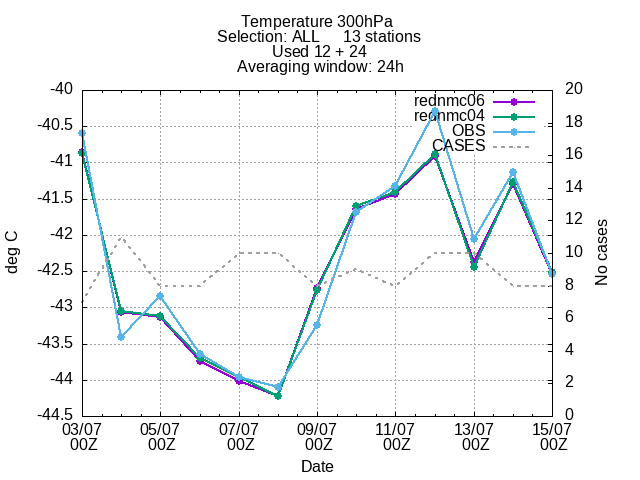 Temperature 300hPa
Selection: ALL 13 stations
Used 12 + 24
Averaging window: 24h
rednmc06
rednmc04
OBS
CASES
-40
-40.5
-41
-41.5
-42
-42.5
-43
-43.5
-44
-44.5
deg C
20
18
16
14
12
10
8
6
4
2
0
No cases
03/07 05/07 07/07 09/07 11/07 13/07 15/07
00Z 00Z 00Z 00Z 00Z 00Z 00Z
Date